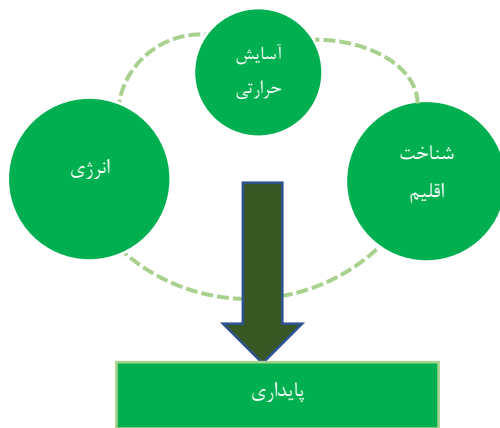 آسایش
حرارتی
شناخت
اقلیم
انرژی
پایداری